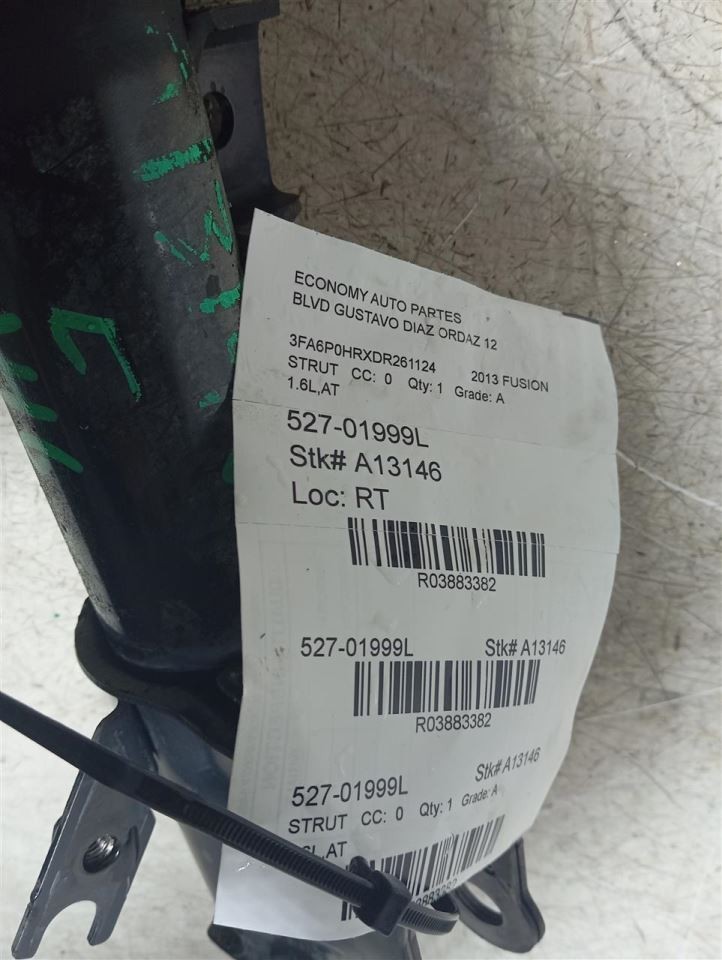 ECONOMY AUTO PARTES
BLVD GUSTAVO DIAZ ORDAZ 12
3FA6P0HRXDR261124 2013 FUSION
STRUT CC: 0 Qty: 1 Grade: A
1.6L,AT
527-01999L
Stk# A13146
Loc: RT
R03883382
527-01999L Stk# A13146
R03883382
527-01999L Stk# A13146
STRUT CC: 0 Qty: 1 Grade: A
6L,AT